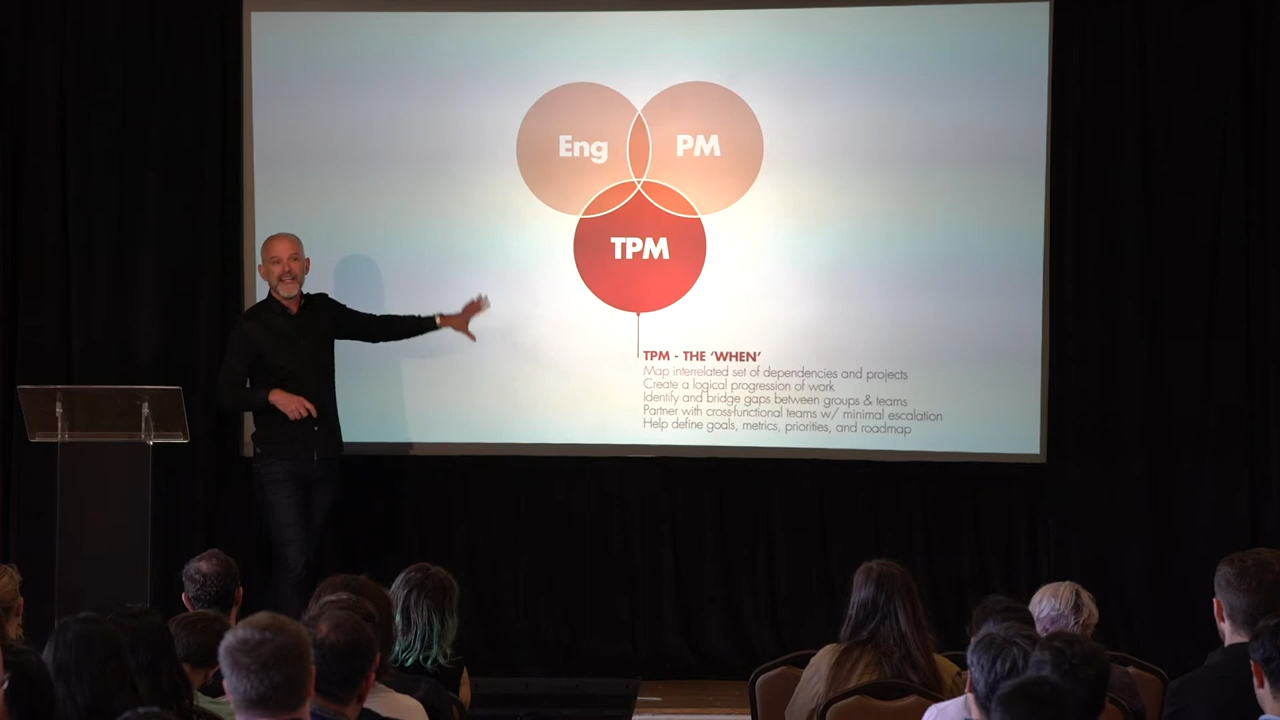 Eng
PM
TPM
TPM - THE ‘WHEN’
Map interrelated set of dependencies and projects
Create a logical progression of work
Identify and bridge gaps between groups & teams
Partner with cross-functional teams w/ minimal escalation
Help define goals, metrics, priorities, and roadmap